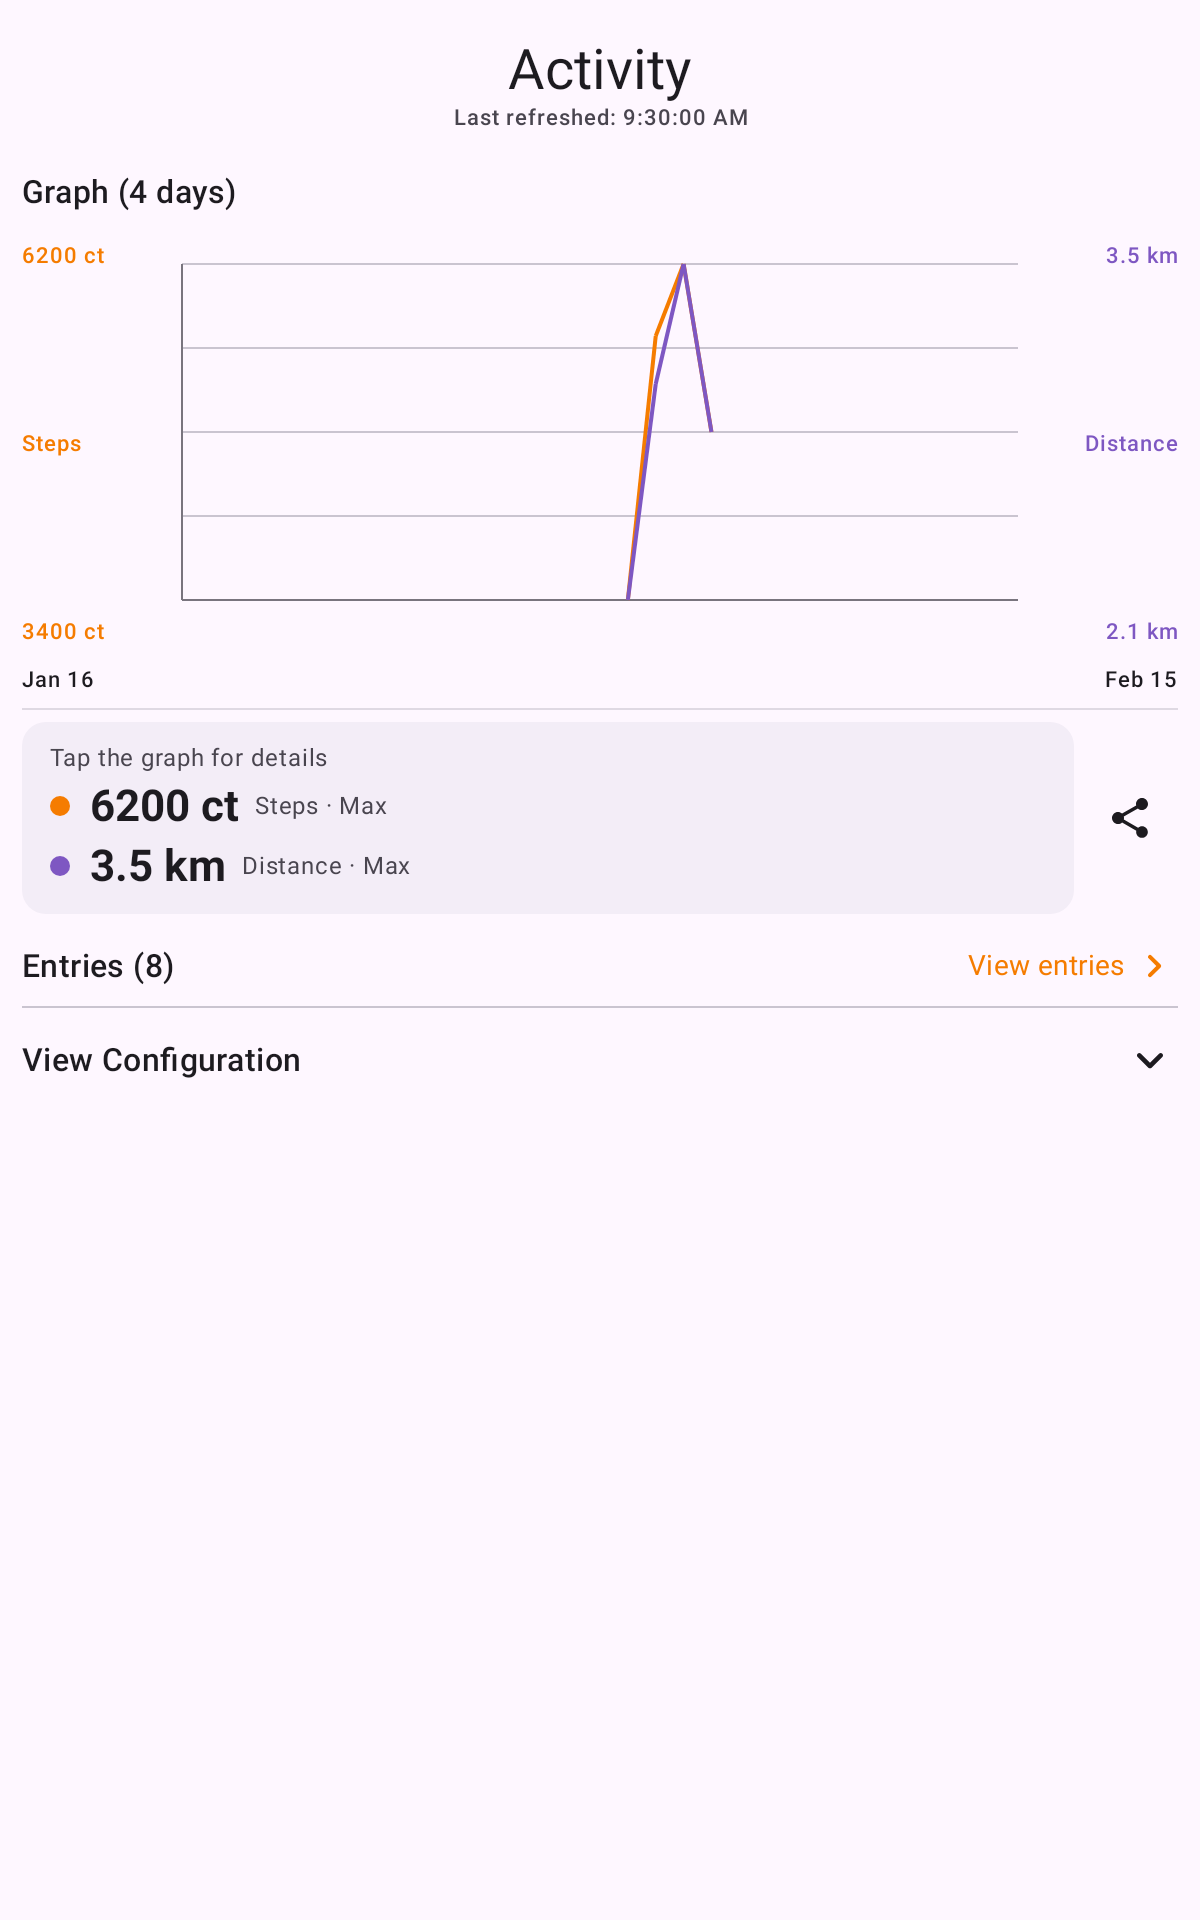 Activity
Last refreshed: 9:30:00 AM
Graph (4 days)
6200 ct
3.5 km
Steps
Distance
3400 ct
2.1 km
Jan 16
Feb 15
Tap the graph for details
6200 ct Steps · Max
3.5 km Distance · Max
Entries (8)
View entries
View Configuration